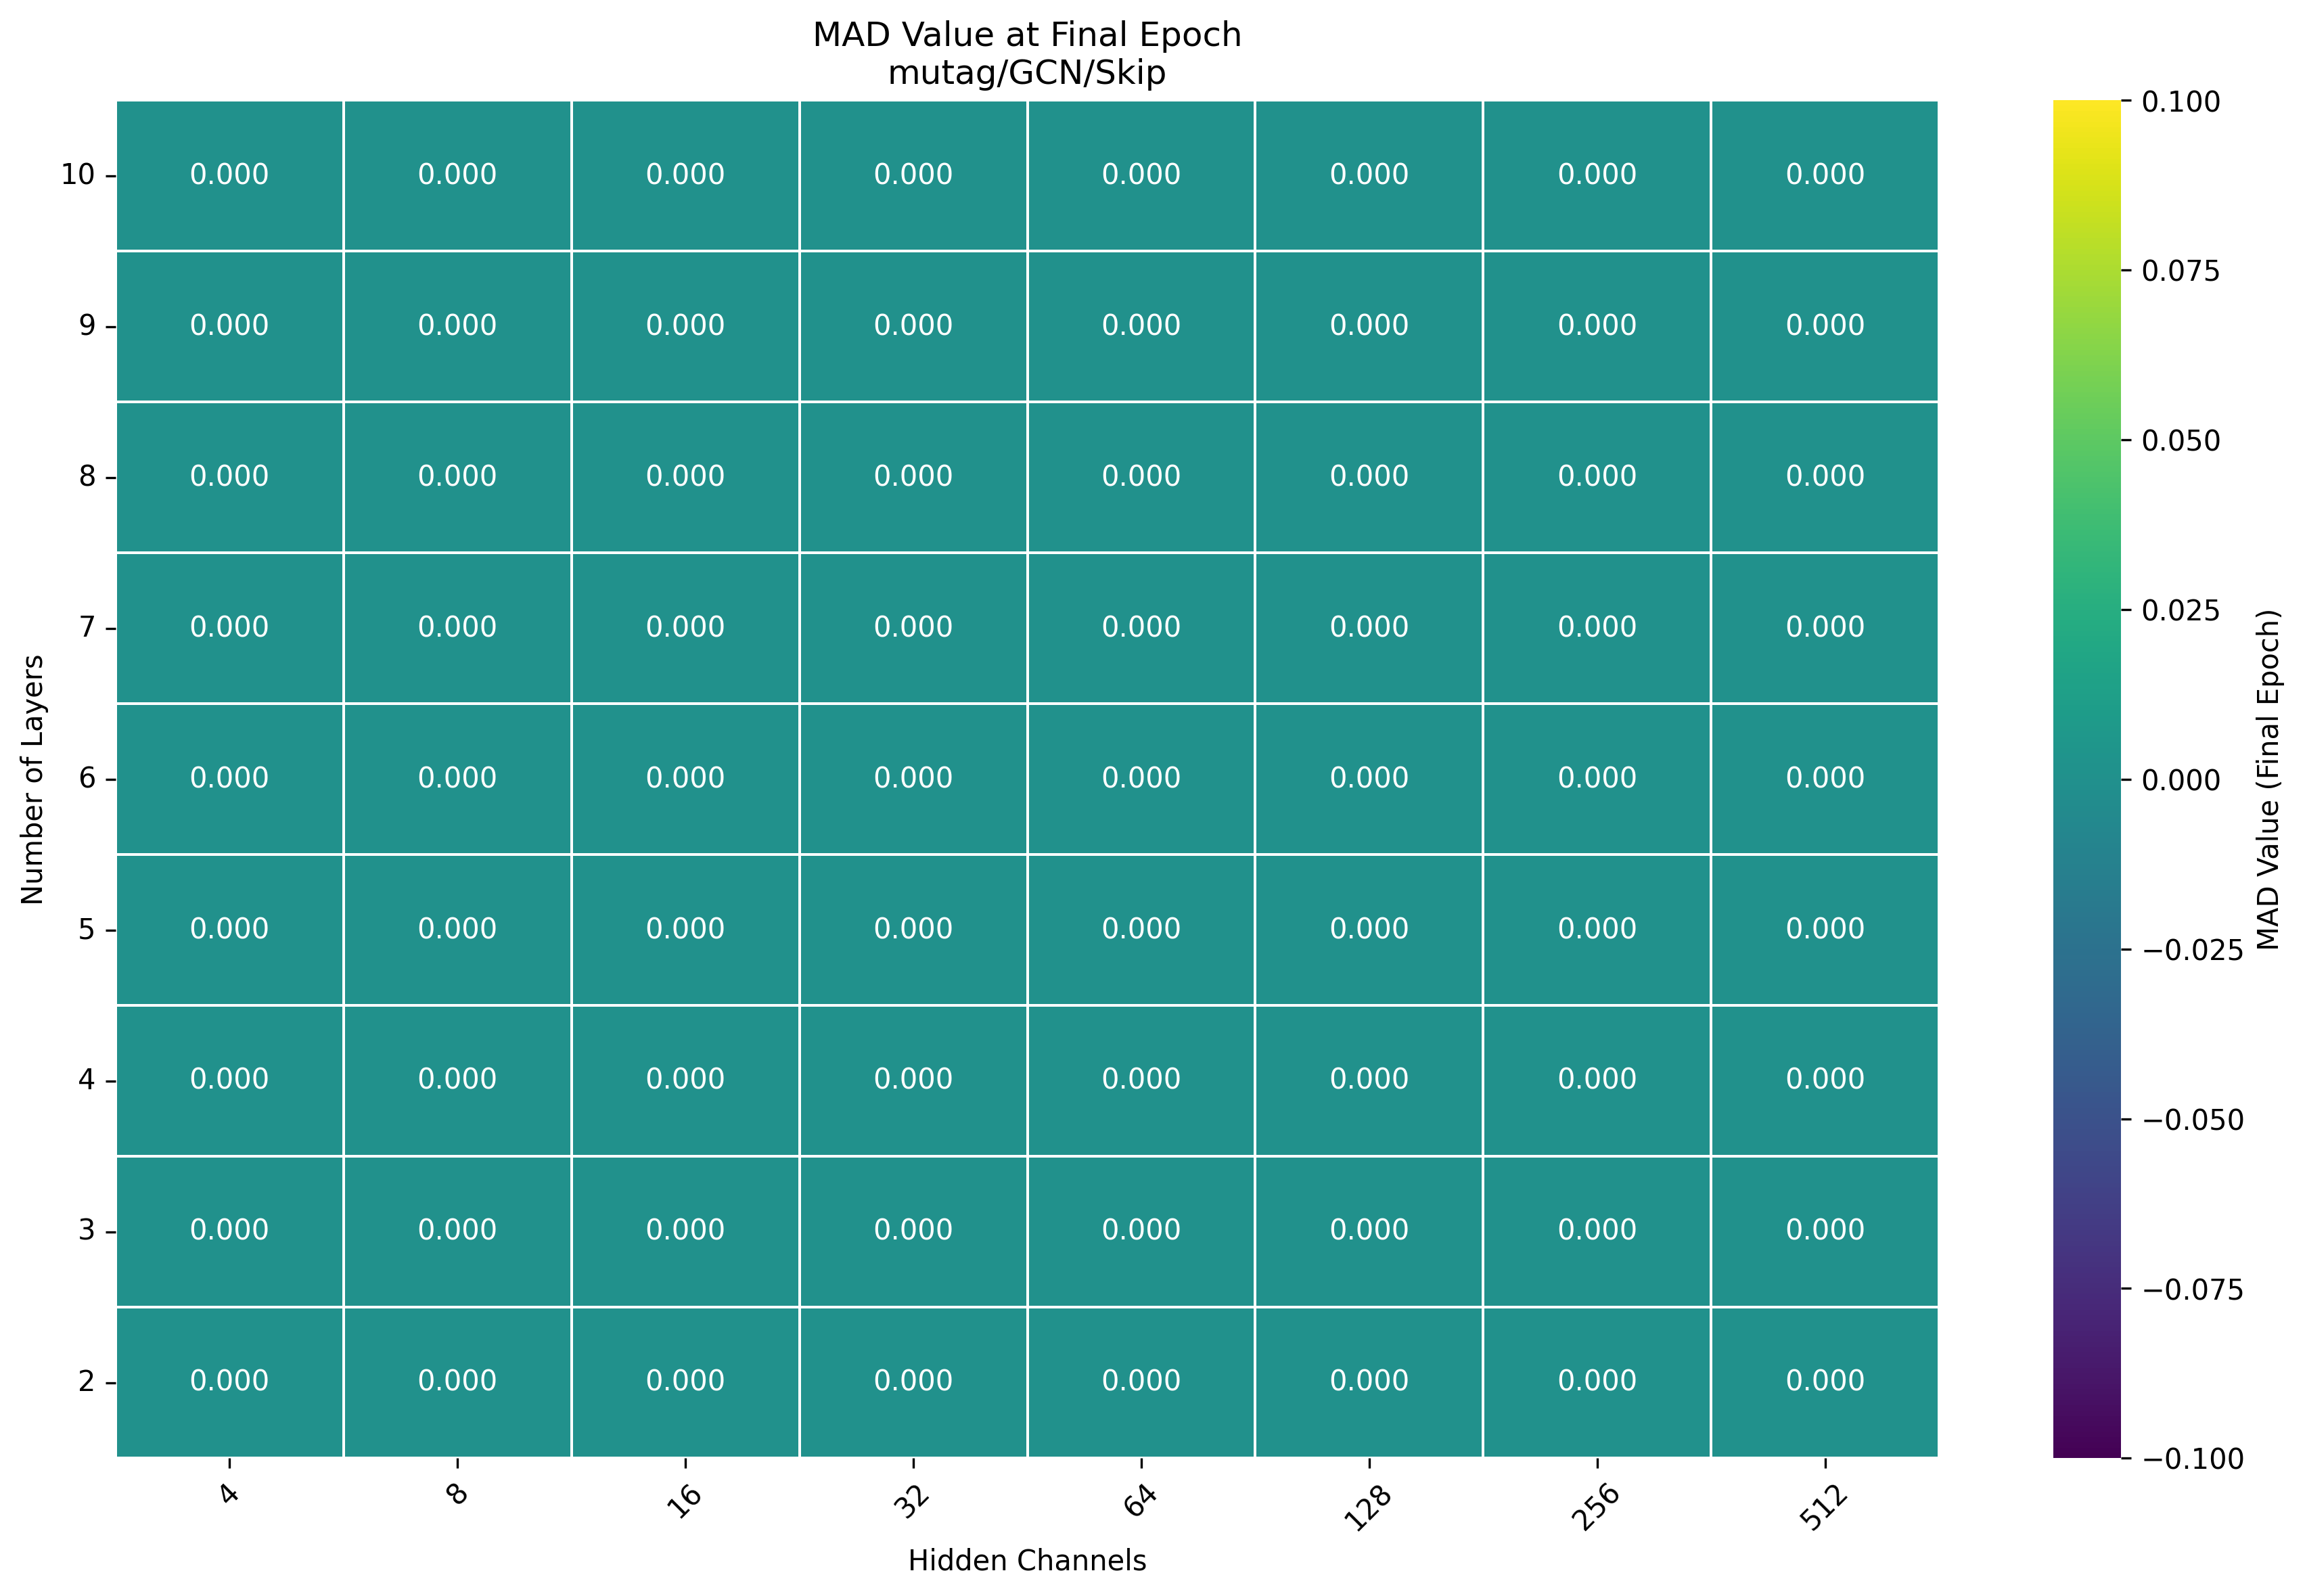 MAD Value at Final Epoch
mutag/GCN/Skip
10 0.000 0.000 0.000 0.000 0.000 0.000 0.000 0.000
9 0.000 0.000 0.000 0.000 0.000 0.000 0.000 0.000
8 0.000 0.000 0.000 0.000 0.000 0.000 0.000 0.000
7 0.000 0.000 0.000 0.000 0.000 0.000 0.000 0.000
6 0.000 0.000 0.000 0.000 0.000 0.000 0.000 0.000
5 0.000 0.000 0.000 0.000 0.000 0.000 0.000 0.000
4 0.000 0.000 0.000 0.000 0.000 0.000 0.000 0.000
3 0.000 0.000 0.000 0.000 0.000 0.000 0.000 0.000
2 0.000 0.000 0.000 0.000 0.000 0.000 0.000 0.000
4 8 16 32 64 128 256 512
Hidden Channels
Number of Layers
0.100
0.075
0.050
0.025
0.000
−0.025
−0.050
−0.075
−0.100
MAD Value (Final Epoch)